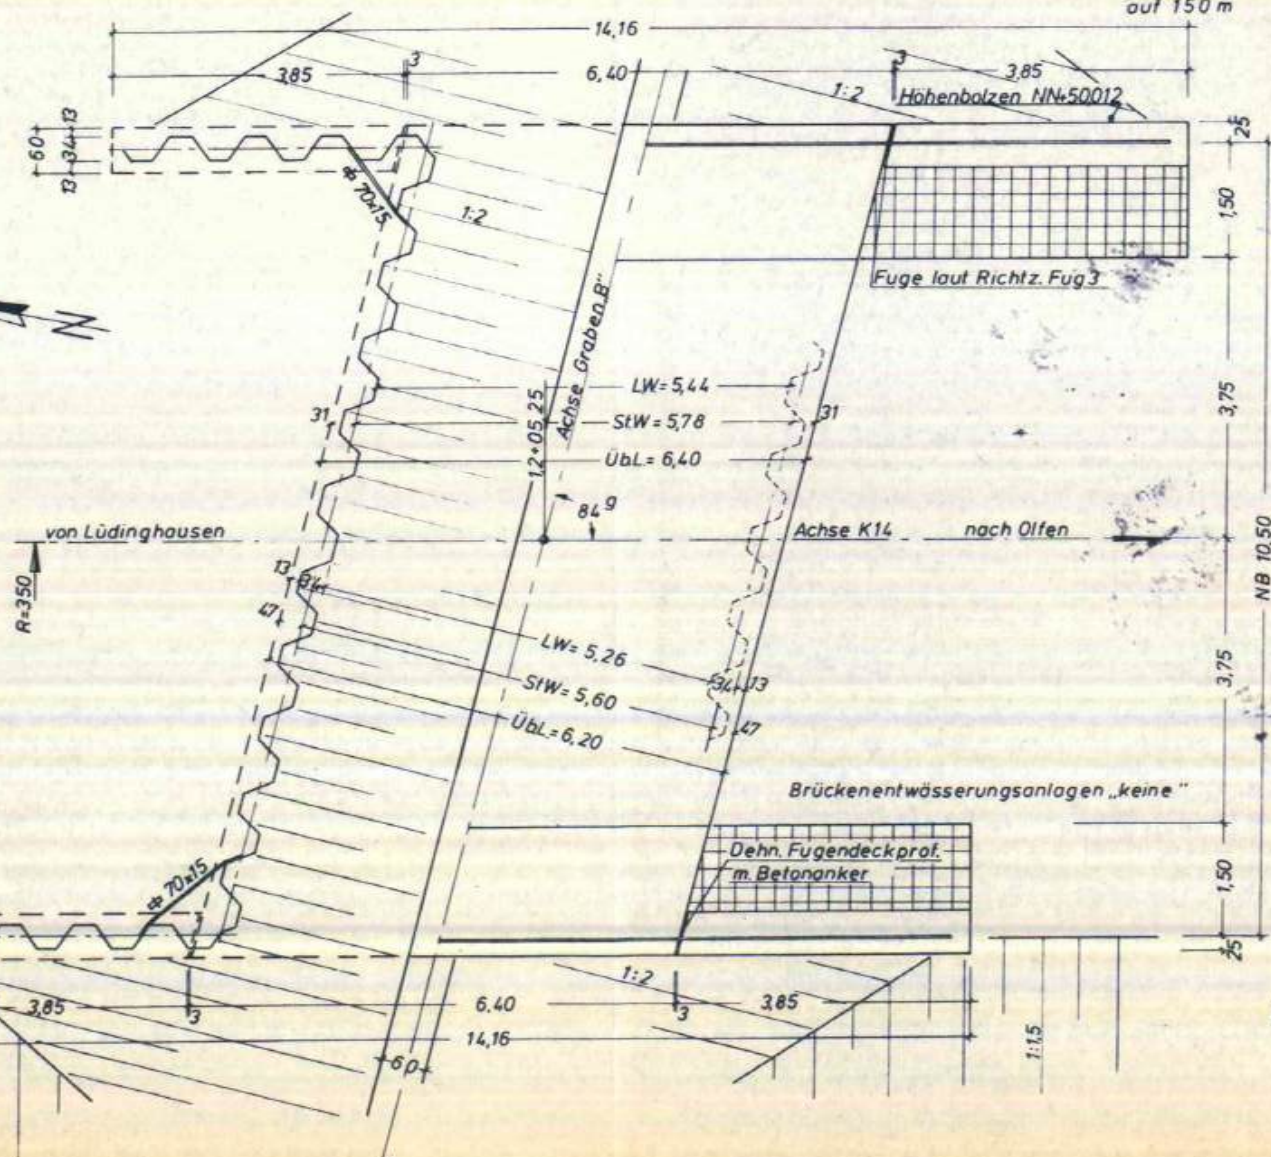 auf 150 m
14,16
3,85
3
6,40
3
3,85
1:2
Höhenbolzen NN+50,012
13
34
13
60
25
⌀ 70x15
1:2
1,50
Fuge laut Richtz. Fug 3
N
Achse Graben „B"
LW= 5,44
31
StW= 5,78
31
ÜbL= 6,40
3,75
1,2+05,25
84g
von Lüdinghausen
Achse K14
nach Olfen
R=350
NB 10,50
13
34
47
LW= 5,26
34
13
StW= 5,60
47
ÜbL= 6,20
3,75
Brückenentwässerungsanlagen „keine"
Dehn. Fugendeckprof.
m. Betonanker
⌀ 70x15
1,50
25
1:2
3,85
3
6,40
3
3,85
14,16
60
1:1,5